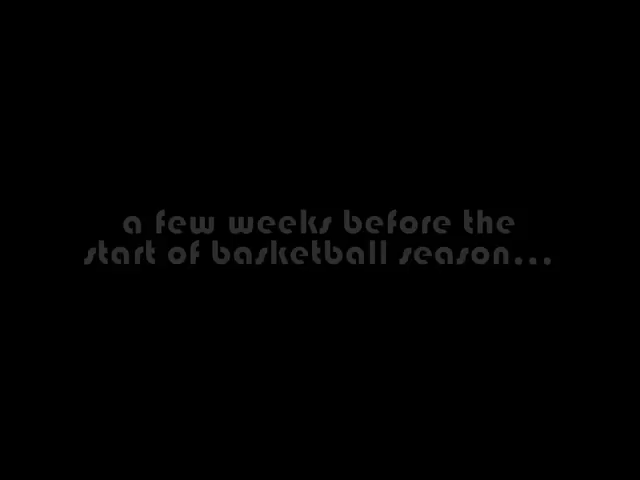 a few weeks before the
start of basketball season...